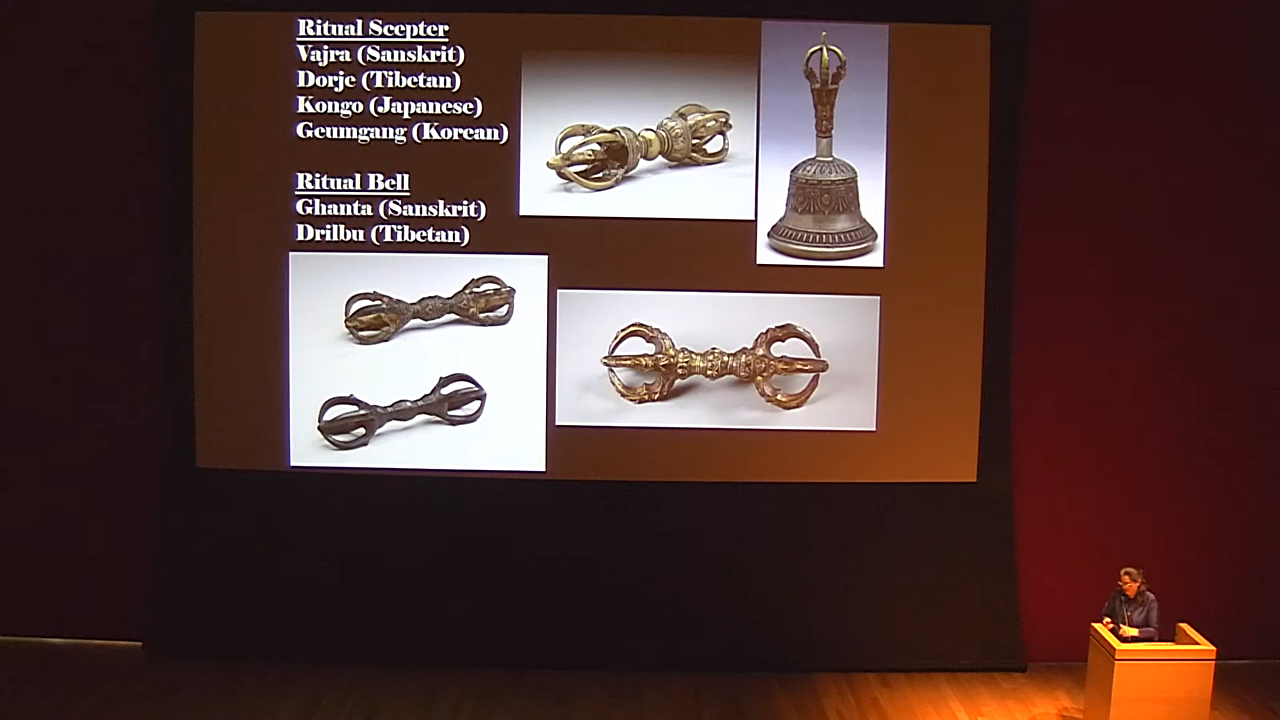 Ritual Scepter
Vajra (Sanskrit)
Dorje (Tibetan)
Kongo (Japanese)
Geumgang (Korean)
Ritual Bell
Ghanta (Sanskrit)
Drilbu (Tibetan)